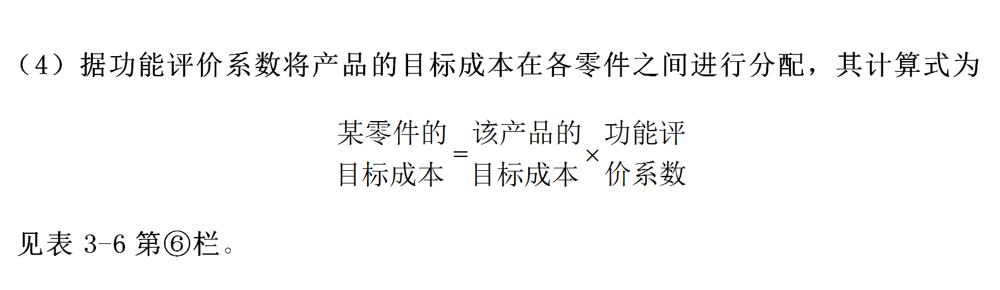 （4）据功能评价系数将产品的目标成本在各零件之间进行分配，其计算式为
某零件的目标成本=该产品的目标成本×功能评价系数
见表 3-6 第⑥栏。